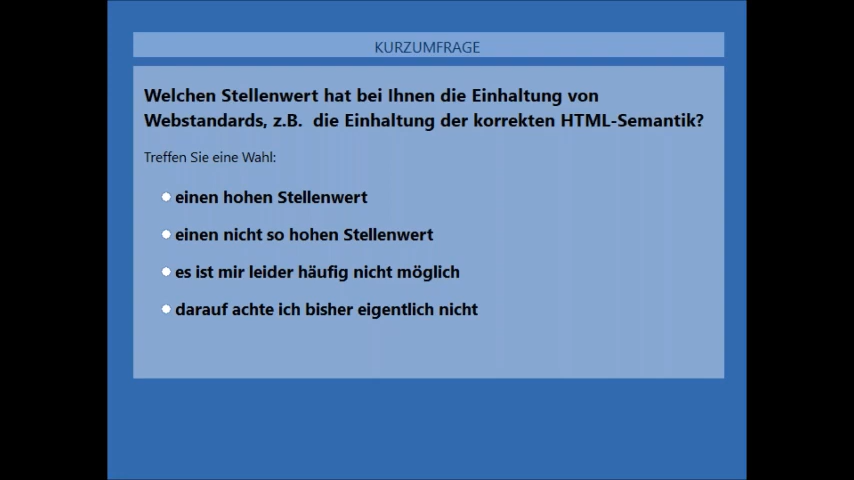 KURZUMFRAGE
Welchen Stellenwert hat bei Ihnen die Einhaltung von
Webstandards, z.B.  die Einhaltung der korrekten HTML-Semantik?
Treffen Sie eine Wahl:
einen hohen Stellenwert
einen nicht so hohen Stellenwert
es ist mir leider häufig nicht möglich
darauf achte ich bisher eigentlich nicht